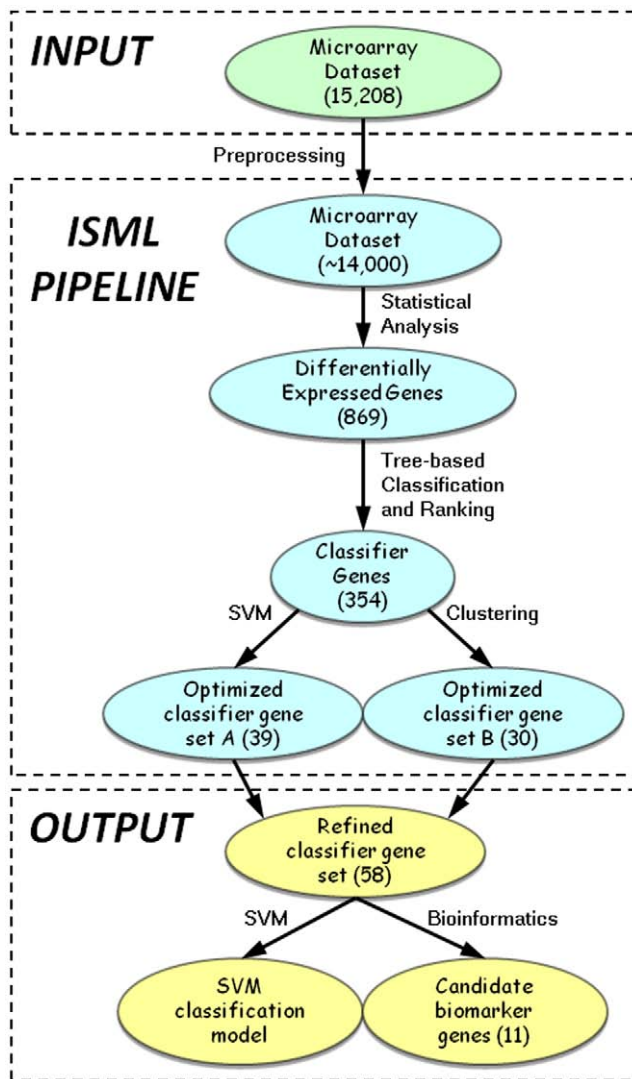 INPUT
Microarray
Dataset
(15,208)
Preprocessing
ISML
PIPELINE
Microarray
Dataset
(~14,000)
Statistical
Analysis
Differentially
Expressed Genes
(869)
Tree-based
Classification
and Ranking
Classifier
Genes
(354)
SVM
Clustering
Optimized
classifier gene
set A (39)
Optimized
classifier gene
set B (30)
OUTPUT
Refined
classifier gene
set (58)
SVM
Bioinformatics
SVM
classification
model
Candidate
biomarker
genes (11)